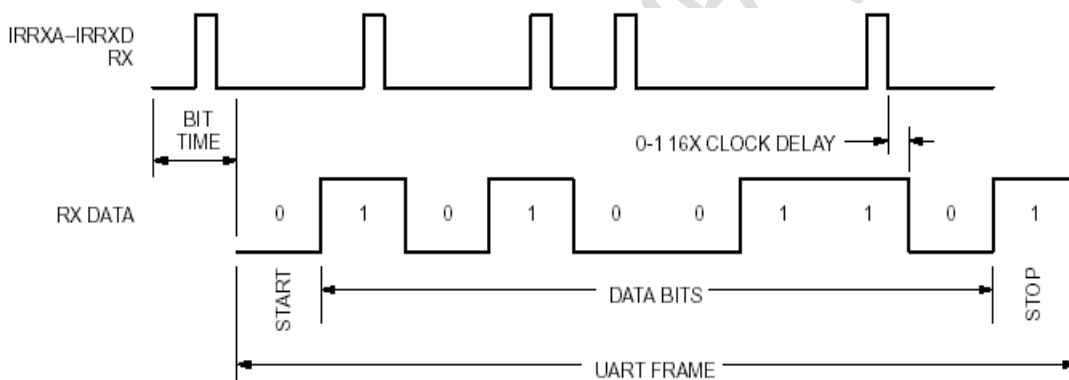 IRRXA–IRRXD
RX
BIT
TIME
0-1 16X CLOCK DELAY
RX DATA
0 1 0 1 0 0 1 1 0 1
START
DATA BITS
STOP
UART FRAME